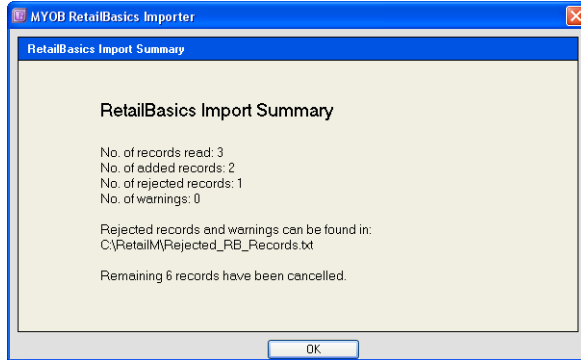 MYOB RetailBasics Importer
RetailBasics Import Summary
RetailBasics Import Summary
No. of records read: 3
No. of added records: 2
No. of rejected records: 1
No. of warnings: 0
Rejected records and warnings can be found in:
C:\RetailM\Rejected_RB_Records.txt
Remaining 6 records have been cancelled.
OK